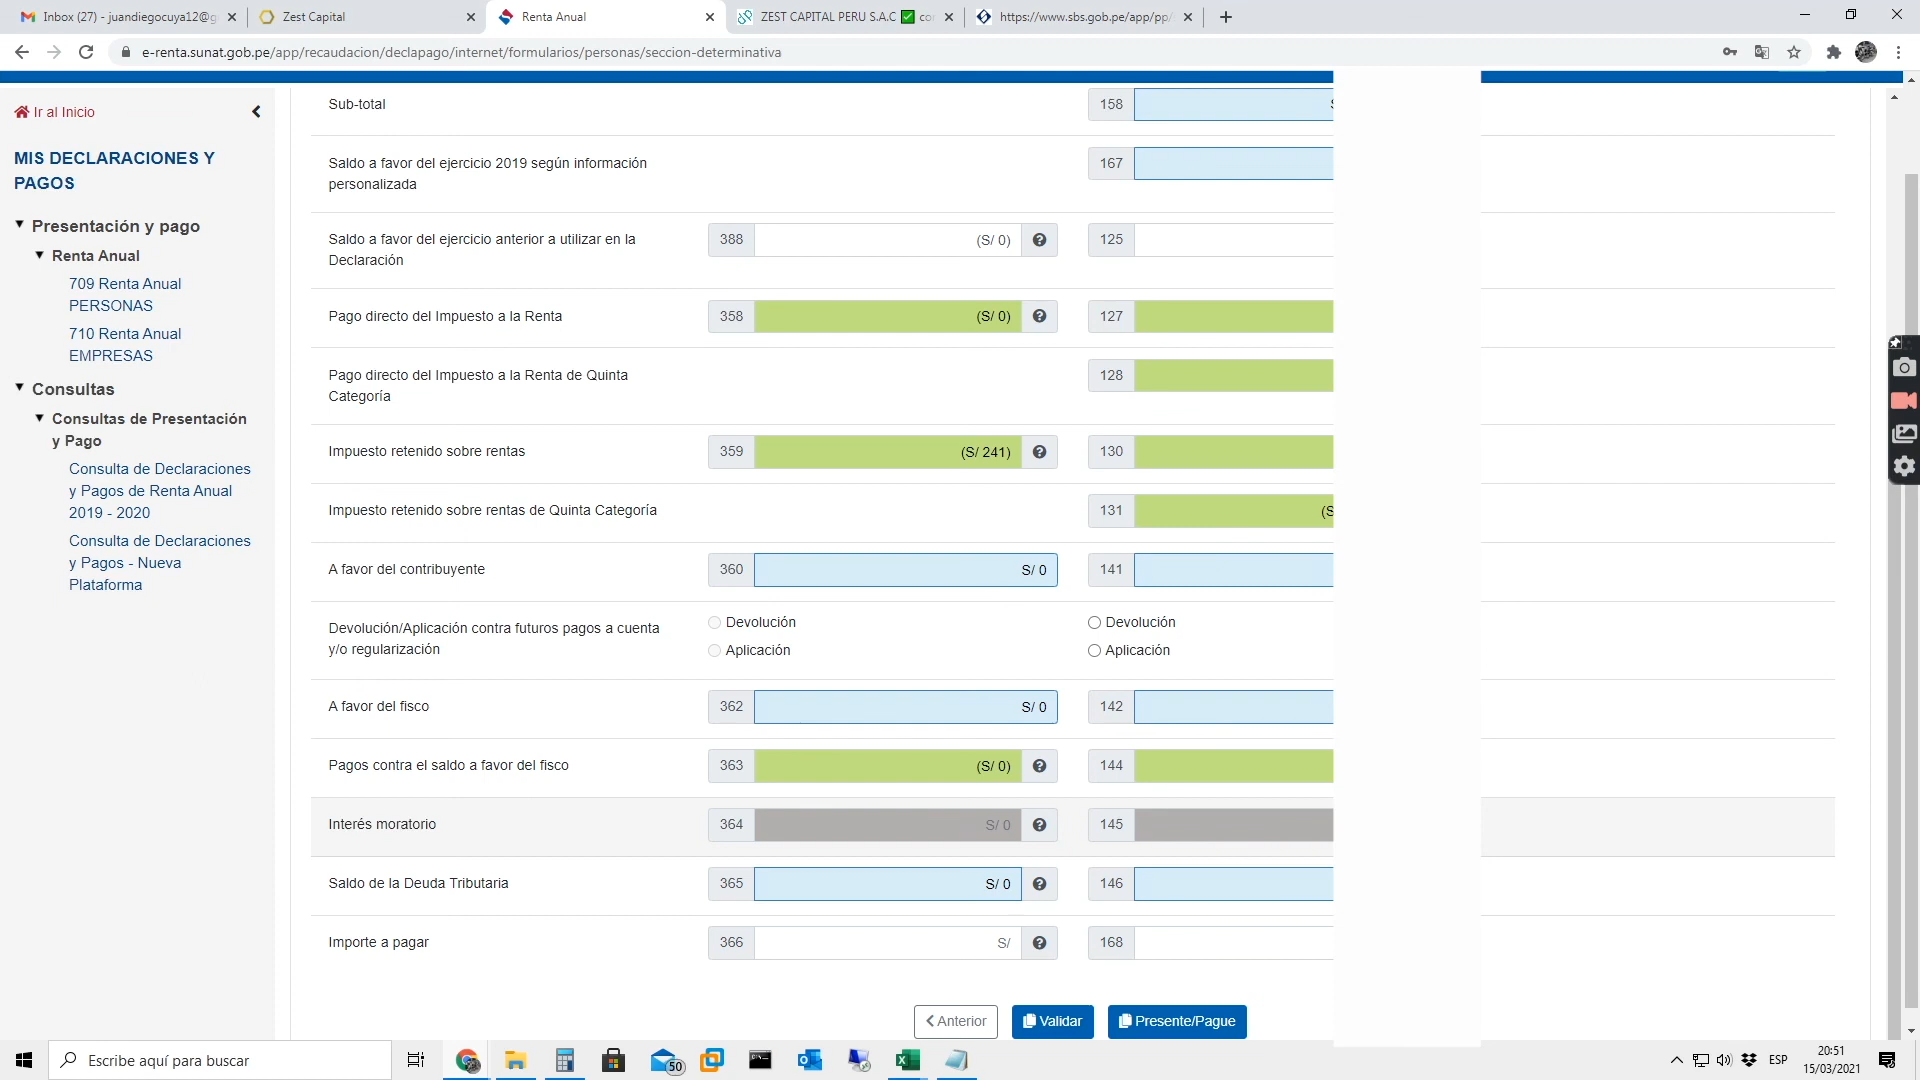 Inbox (27) - juandiegocuya12@g
Zest Capital
Renta Anual
ZEST CAPITAL PERU S.A.C ✅ co
https://www.sbs.gob.pe/app/pp/
e-renta.sunat.gob.pe/app/recaudacion/declapago/internet/formularios/personas/seccion-determinativa
Ir al Inicio
MIS DECLARACIONES Y
PAGOS
Presentación y pago
Renta Anual
709 Renta Anual
PERSONAS
710 Renta Anual
EMPRESAS
Consultas
Consultas de Presentación
y Pago
Consulta de Declaraciones
y Pagos de Renta Anual
2019 - 2020
Consulta de Declaraciones
y Pagos - Nueva
Plataforma
Sub-total 158
Saldo a favor del ejercicio 2019 según información
personalizada 167
Saldo a favor del ejercicio anterior a utilizar en la
Declaración 388 (S/ 0) 125
Pago directo del Impuesto a la Renta 358 (S/ 0) 127
Pago directo del Impuesto a la Renta de Quinta
Categoría 128
Impuesto retenido sobre rentas 359 (S/ 241) 130
Impuesto retenido sobre rentas de Quinta Categoría 131 (S
A favor del contribuyente 360 S/ 0 141
Devolución/Aplicación contra futuros pagos a cuenta
y/o regularización
Devolución Devolución
Aplicación Aplicación
A favor del fisco 362 S/ 0 142
Pagos contra el saldo a favor del fisco 363 (S/ 0) 144
Interés moratorio 364 S/ 0 145
Saldo de la Deuda Tributaria 365 S/ 0 146
Importe a pagar 366 S/ 168
Anterior Validar Presente/Pague
Escribe aquí para buscar
50
ESP
20:51
15/03/2021